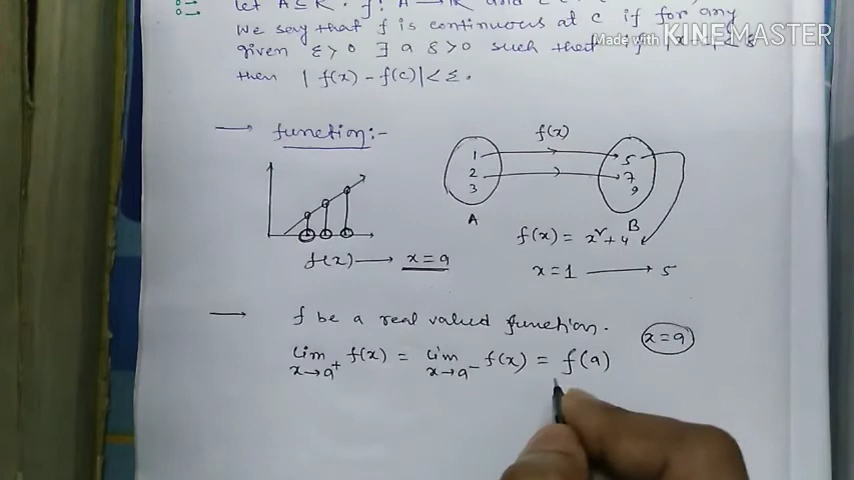 let A ⊆ R. f: A → R and c
We say that f is continuous at c if for any
given ε > 0 ∃ a δ > 0 such that if |x - c| < δ
then | f(x) - f(c)| < ε.
Made with KINEMASTER
→ function:-
f(x)
1 2 3
5 7 9
A
B
f(x) = x² + 4
f(x) → x = a
x = 1 → 5
→ f be a real valued function.
x = a
lim x→a⁺ f(x) = lim x→a⁻ f(x) = f(a)